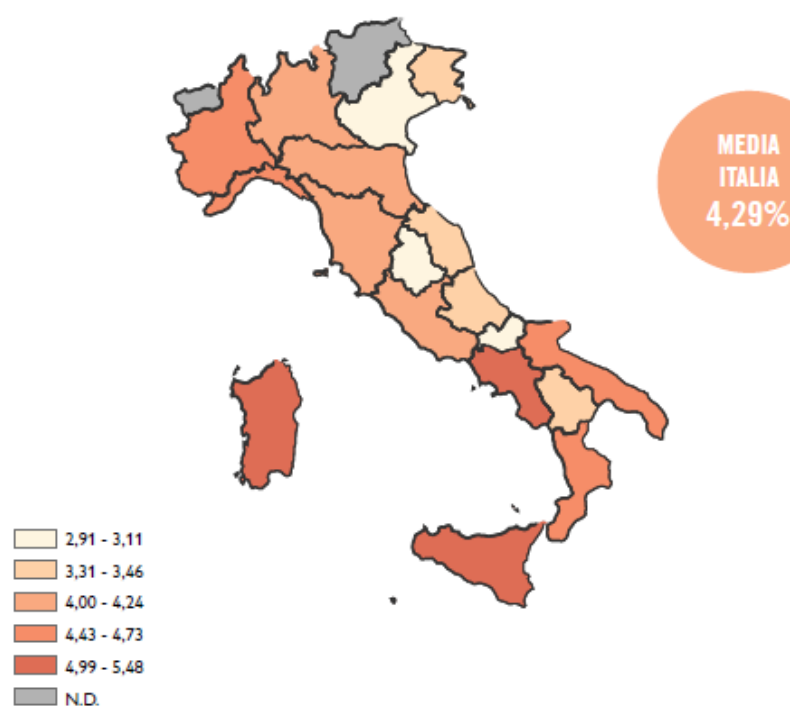 MEDIA
ITALIA
4,29%
2,91 - 3,11
3,31 - 3,46
4,00 - 4,24
4,43 - 4,73
4,99 - 5,48
N.D.